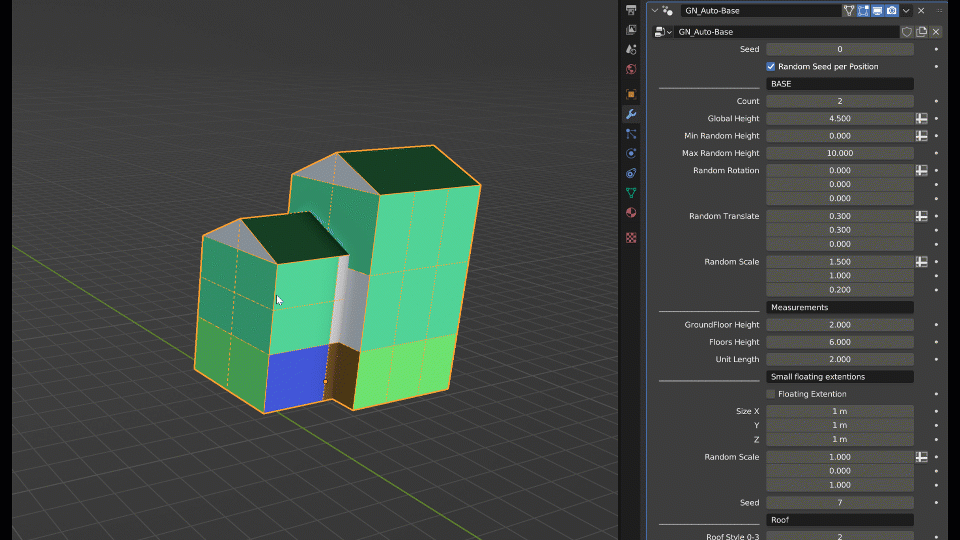 GN_Auto-Base
GN_Auto-Base
Seed 0
Random Seed per Position
BASE
Count 2
Global Height 4.500
Min Random Height 0.000
Max Random Height 10.000
Random Rotation 0.000
0.000
0.000
Random Translate 0.300
0.300
0.000
Random Scale 1.500
1.000
0.200
Measurements
GroundFloor Height 2.000
Floors Height 6.000
Unit Length 2.000
Small floating extentions
Floating Extention
Size X 1 m
Y 1 m
Z 1 m
Random Scale 1.000
0.000
1.000
Seed 7
Roof
Roof Style 0-3 2